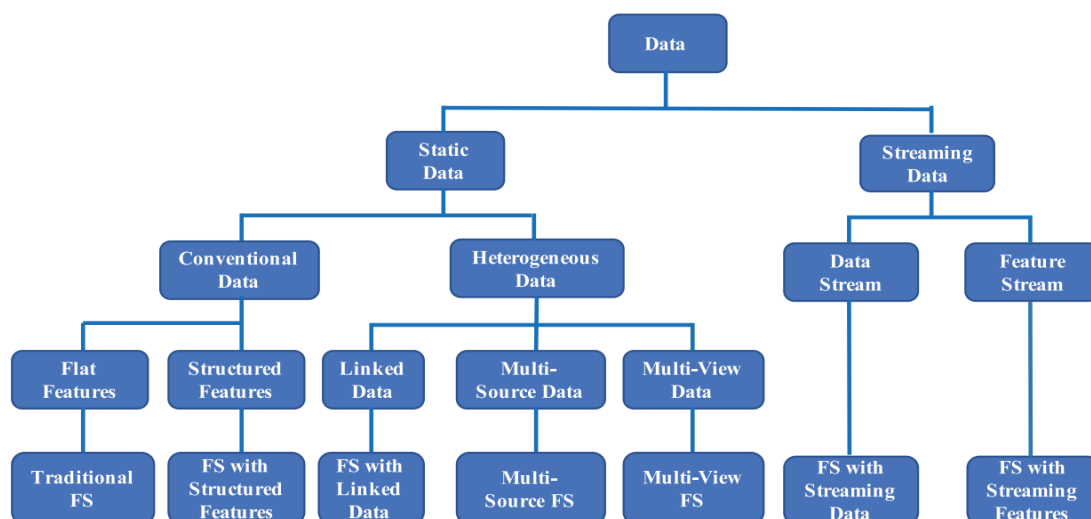 Data
Static
Data
Streaming
Data
Conventional
Data
Heterogeneous
Data
Data
Stream
Feature
Stream
Flat
Features
Structured
Features
Linked
Data
Multi-
Source Data
Multi-View
Data
Traditional
FS
FS with
Structured
Features
FS with
Linked
Data
Multi-
Source FS
Multi-View
FS
FS with
Streaming
Data
FS with
Streaming
Features